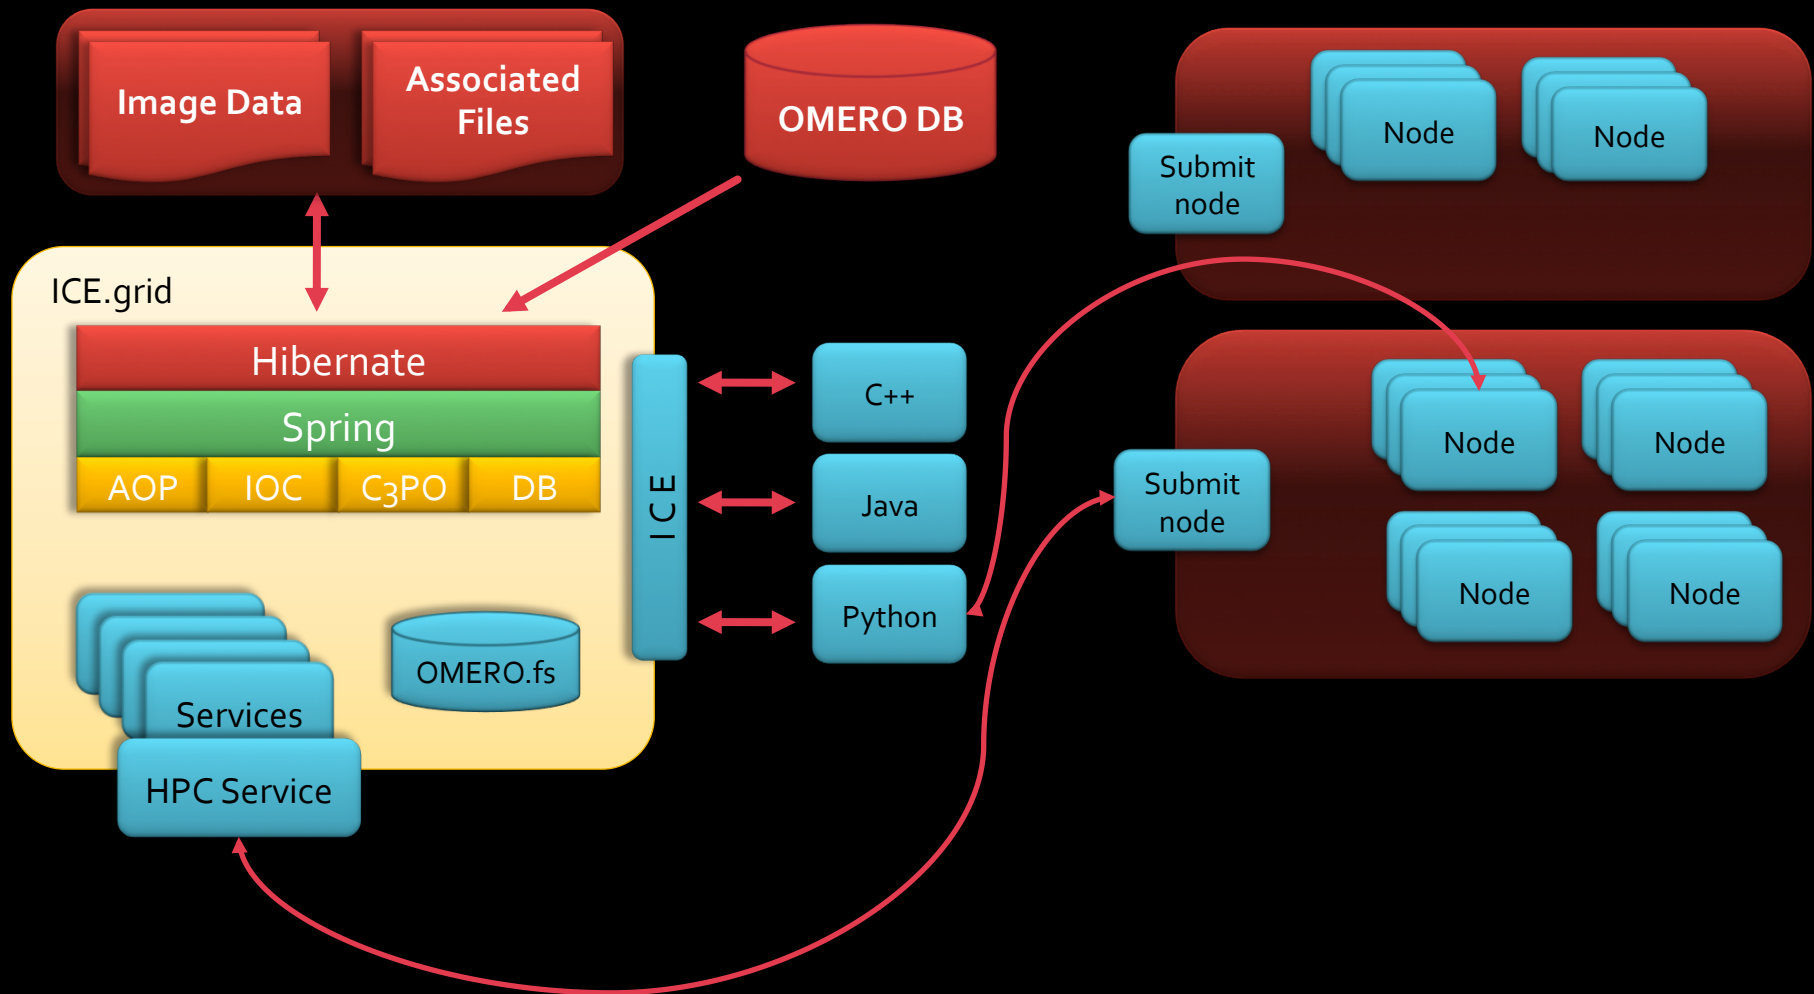 Image Data
Associated
Files
OMERO DB
Node
Node
Submit
node
ICE.grid
Hibernate
Spring
AOP
IOC
C3PO
DB
ICE
C++
Java
Python
Submit
node
Node
Node
Node
Node
Services
OMERO.fs
HPC Service